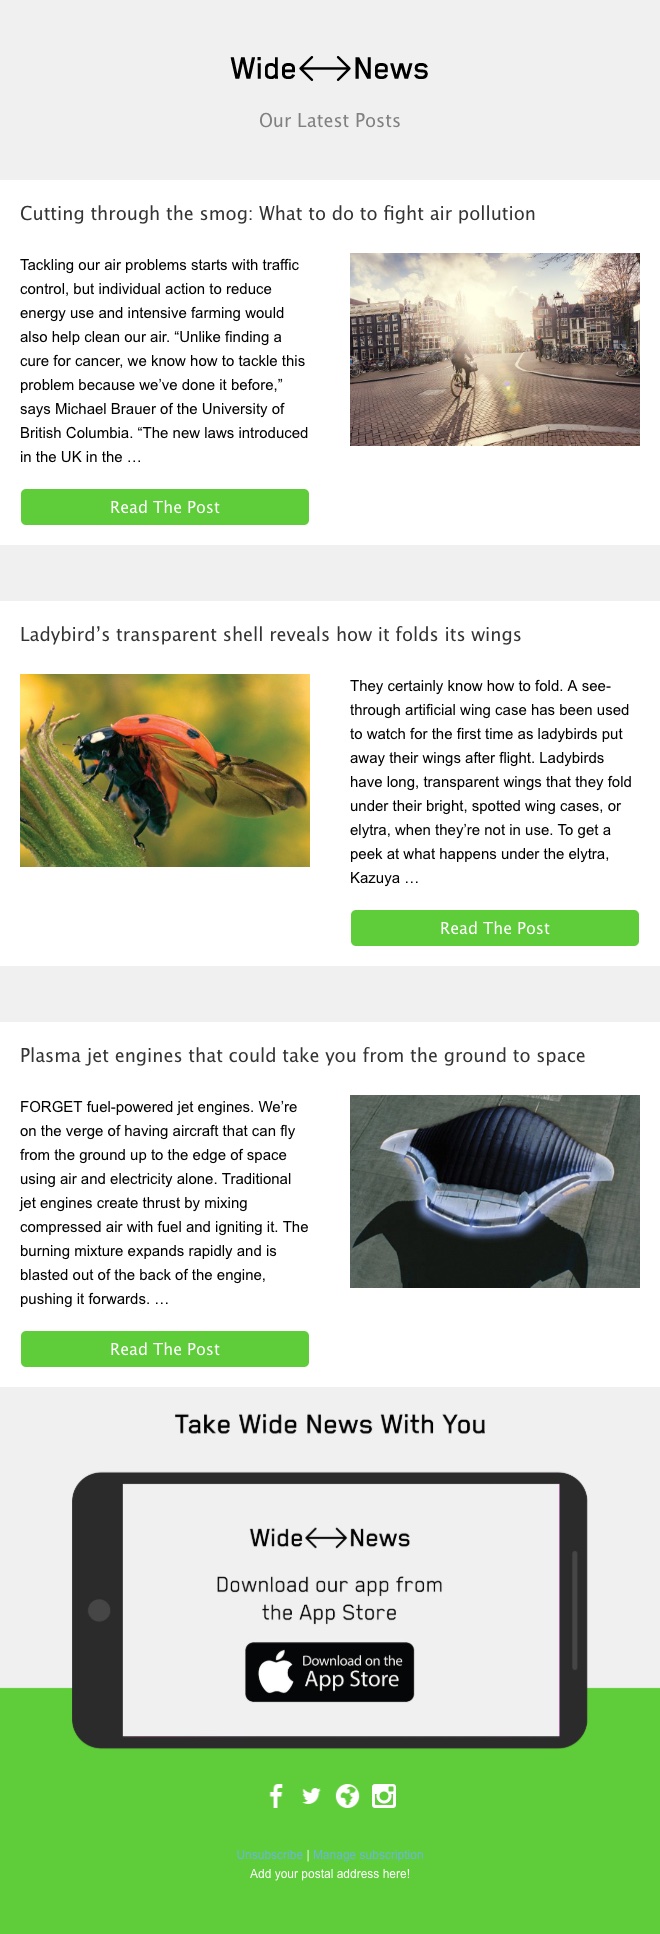 Wide News
Our Latest Posts
Cutting through the smog: What to do to fight air pollution
Tackling our air problems starts with traffic
control, but individual action to reduce
energy use and intensive farming would
also help clean our air. “Unlike finding a
cure for cancer, we know how to tackle this
problem because we’ve done it before,”
says Michael Brauer of the University of
British Columbia. “The new laws introduced
in the UK in the …
Read The Post
Ladybird’s transparent shell reveals how it folds its wings
They certainly know how to fold. A see-
through artificial wing case has been used
to watch for the first time as ladybirds put
away their wings after flight. Ladybirds
have long, transparent wings that they fold
under their bright, spotted wing cases, or
elytra, when they’re not in use. To get a
peek at what happens under the elytra,
Kazuya …
Read The Post
Plasma jet engines that could take you from the ground to space
FORGET fuel-powered jet engines. We’re
on the verge of having aircraft that can fly
from the ground up to the edge of space
using air and electricity alone. Traditional
jet engines create thrust by mixing
compressed air with fuel and igniting it. The
burning mixture expands rapidly and is
blasted out of the back of the engine,
pushing it forwards. …
Read The Post
Take Wide News With You
Wide News
Download our app from
the App Store
Download on the
App Store
Unsubscribe | Manage subscription
Add your postal address here!